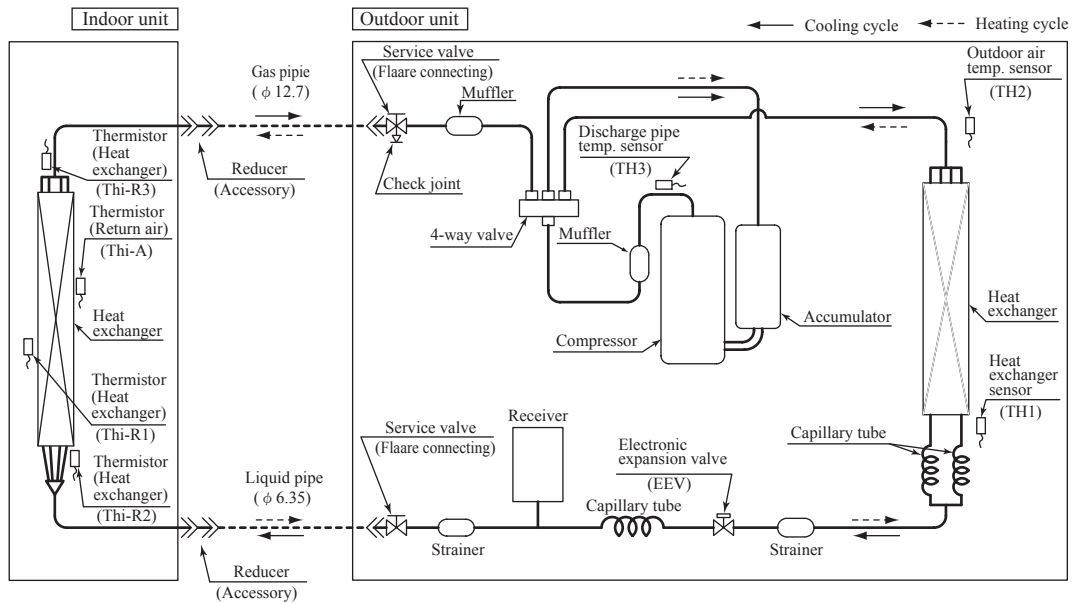 Indoor unit
Outdoor unit
Cooling cycle
Heating cycle
Gas pipie
( ϕ 12.7)
Service valve
(Flaare connecting)
Muffler
Check joint
Reducer
(Accessory)
Thermistor
(Heat
exchanger)
(Thi-R3)
Thermistor
(Return air)
(Thi-A)
Heat
exchanger
Thermistor
(Heat
exchanger)
(Thi-R1)
Thermistor
(Heat
exchanger)
(Thi-R2)
4-way valve
Discharge pipe
temp. sensor
(TH3)
Muffler
Compressor
Accumulator
Outdoor air
temp. sensor
(TH2)
Heat
exchanger
Heat
exchanger
sensor
(TH1)
Capillary tube
Liquid pipe
( ϕ 6.35)
Reducer
(Accessory)
Service valve
(Flaare connecting)
Strainer
Receiver
Capillary tube
Electronic
expansion valve
(EEV)
Strainer